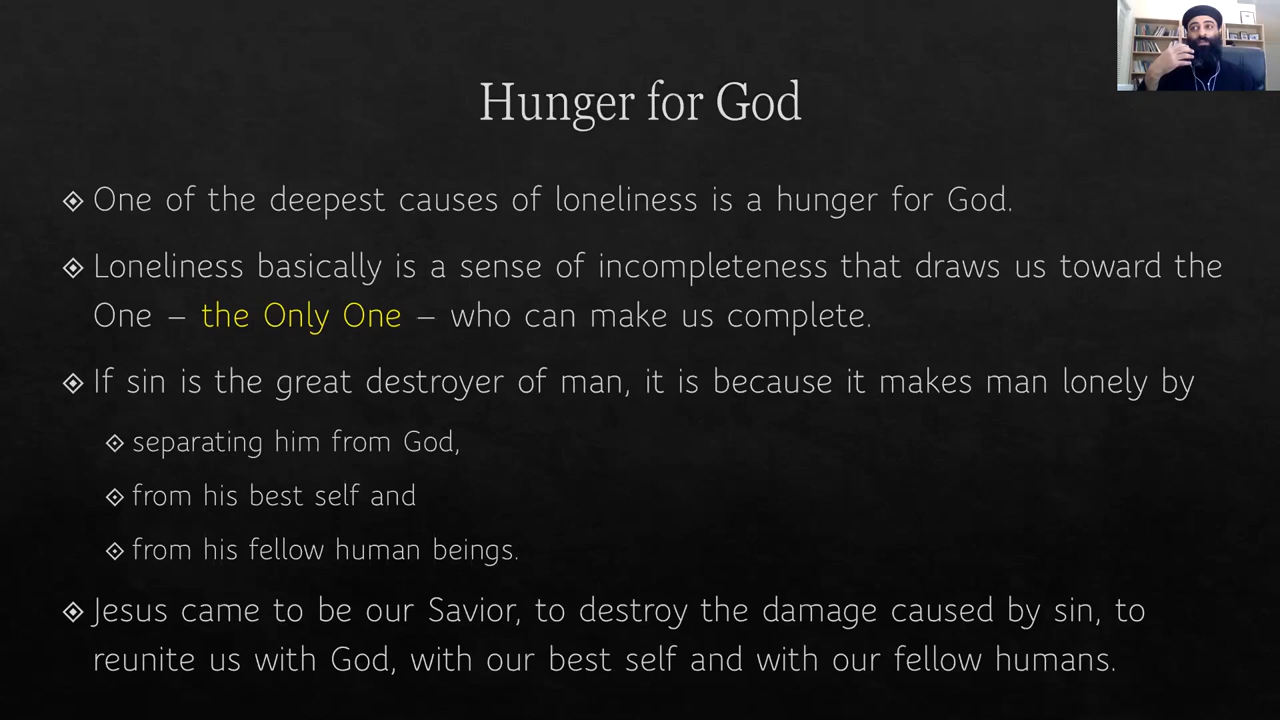 Hunger for God
One of the deepest causes of loneliness is a hunger for God.
Loneliness basically is a sense of incompleteness that draws us toward the
One – the Only One – who can make us complete.
If sin is the great destroyer of man, it is because it makes man lonely by
separating him from God,
from his best self and
from his fellow human beings.
Jesus came to be our Savior, to destroy the damage caused by sin, to
reunite us with God, with our best self and with our fellow humans.